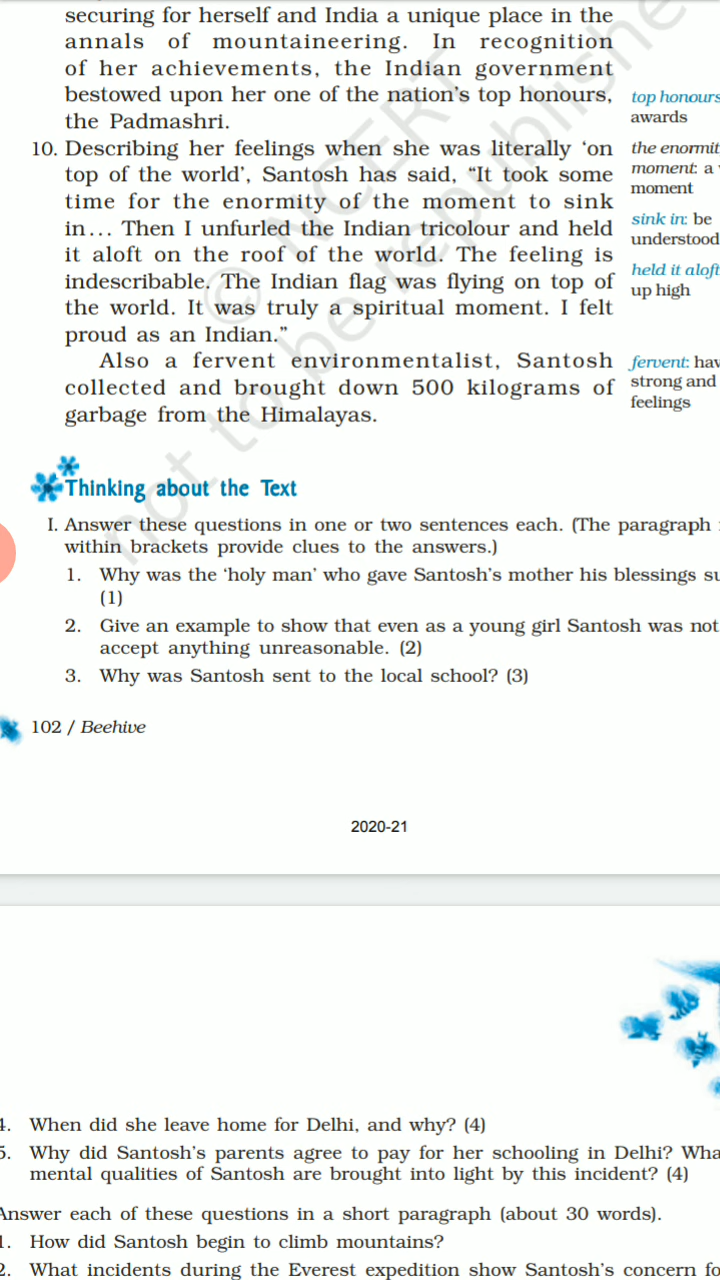 securing for herself and India a unique place in the
annals of mountaineering. In recognition
of her achievements, the Indian government
bestowed upon her one of the nation's top honours,
the Padmashri.
top honours
awards
10. Describing her feelings when she was literally 'on
top of the world', Santosh has said, "It took some
time for the enormity of the moment to sink
in... Then I unfurled the Indian tricolour and held
it aloft on the roof of the world. The feeling is
indescribable. The Indian flag was flying on top of
the world. It was truly a spiritual moment. I felt
proud as an Indian."
the
moment: a
moment
sink in: be
understood
held it aloft
up high
Also a fervent environmentalist, Santosh
collected and brought down 500 kilograms of
garbage from the Himalayas.
fervent:
strong and
feelings
© NCERT
not to be
Thinking about the Text
I. Answer these questions in one or two sentences each. (The paragraph
within brackets provide clues to the answers.)
1. Why was the 'holy man' who gave Santosh's mother his blessings
(1)
2. Give an example to show that even as a young girl Santosh was not
accept anything unreasonable. (2)
3. Why was Santosh sent to the local school? (3)
102 / Beehive
2020-21
4. When did she leave home for Delhi, and why? (4)
5. Why did Santosh's parents agree to pay for her schooling in Delhi?
mental qualities of Santosh are brought into light by this incident? (4)
Answer each of these questions in a short paragraph (about 30 words).
1. How did Santosh begin to climb mountains?
2. What incidents during the Everest expedition show Santosh's concern